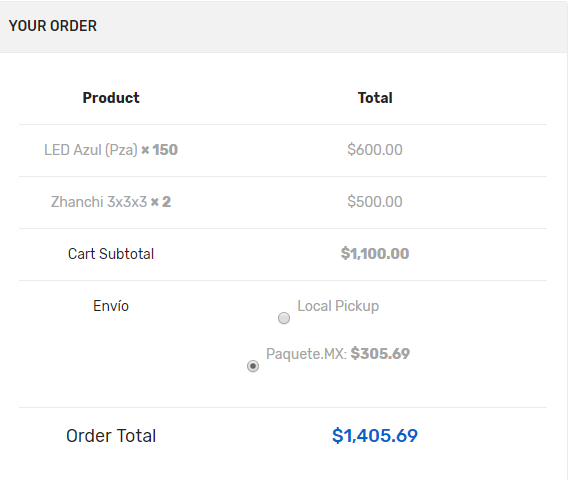 YOUR ORDER
Product Total
LED Azul (Pza) × 150 $600.00
Zhanchi 3x3x3 × 2 $500.00
Cart Subtotal $1,100.00
Envío Local Pickup
Paquete.MX: $305.69
Order Total $1,405.69